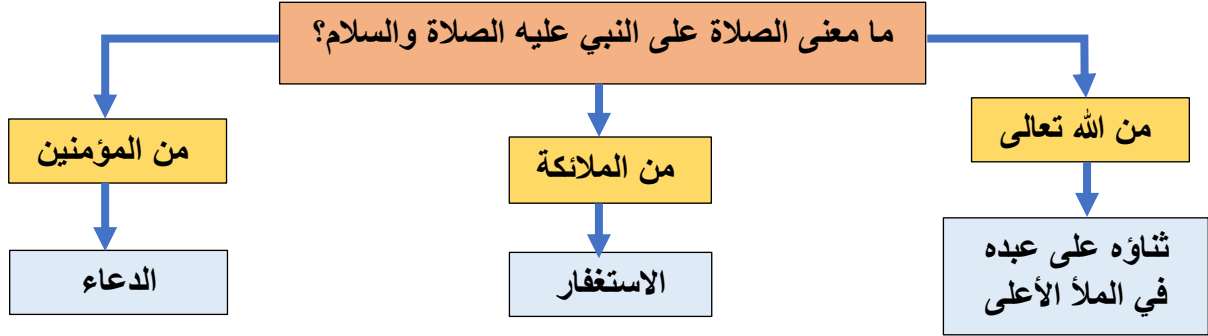 ما معنى الصلاة على النبي عليه الصلاة والسلام؟
من الله تعالى
من الملائكة
من المؤمنين
ثناؤه على عبده
في الملأ الأعلى
الاستغفار
الدعاء